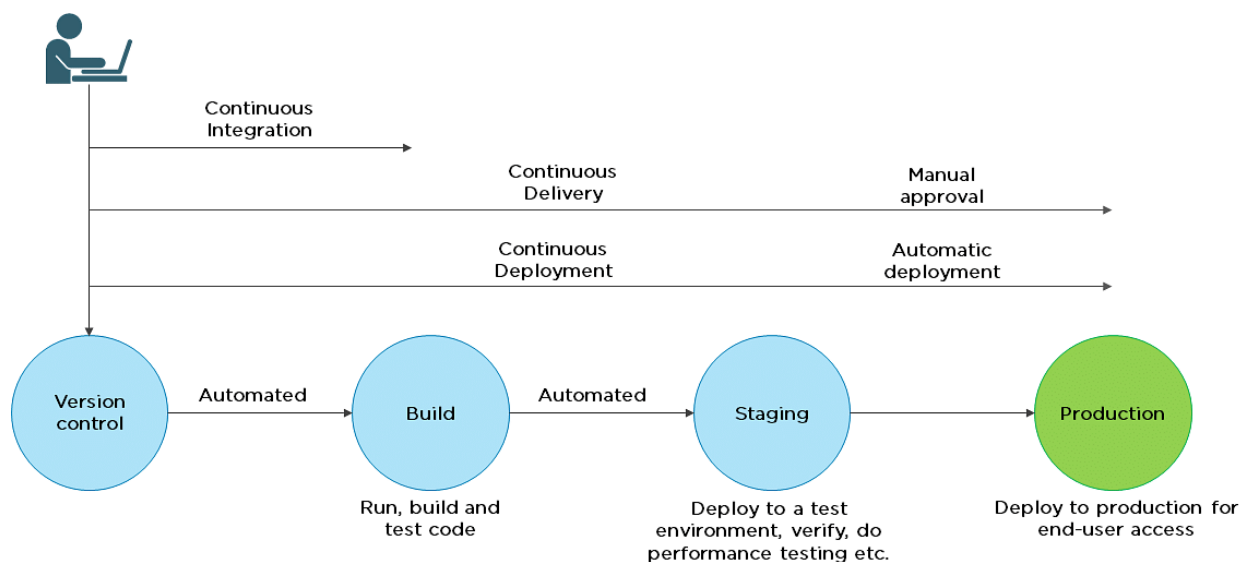 Continuous
Integration
Continuous
Delivery
Manual
approval
Continuous
Deployment
Automatic
deployment
Version
control
Automated
Build
Automated
Staging
Production
Run, build and
test code
Deploy to a test
environment, verify, do
performance testing etc.
Deploy to production for
end-user access